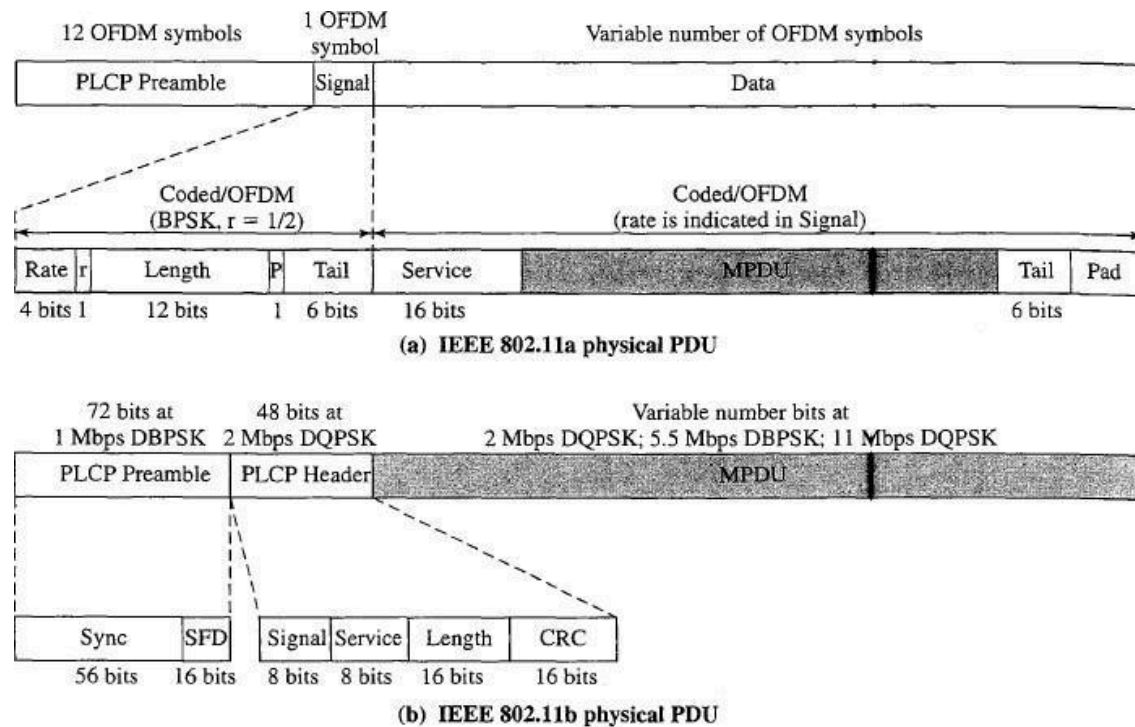 12 OFDM symbols
1 OFDM
symbol
Variable number of OFDM symbols
PLCP Preamble
Signal
Data
Coded/OFDM
(BPSK, r = 1/2)
Coded/OFDM
(rate is indicated in Signal)
Rate
r
Length
P
Tail
Service
MPDU
Tail
Pad
4 bits
1
12 bits
1
6 bits
16 bits
6 bits
(a) IEEE 802.11a physical PDU
72 bits at
1 Mbps DBPSK
48 bits at
2 Mbps DQPSK
Variable number bits at
2 Mbps DQPSK; 5.5 Mbps DBPSK; 11 Mbps DQPSK
PLCP Preamble
PLCP Header
MPDU
Sync
SFD
Signal
Service
Length
CRC
56 bits
16 bits
8 bits
8 bits
16 bits
16 bits
(b) IEEE 802.11b physical PDU